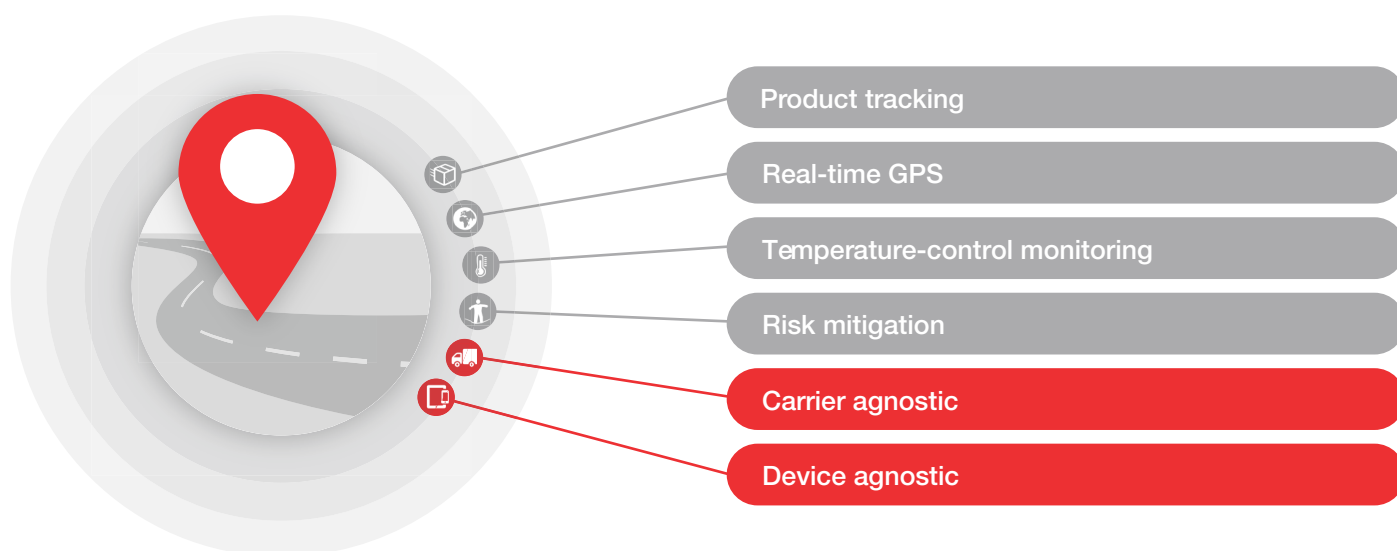 Product tracking
Real-time GPS
Temperature-control monitoring
Risk mitigation
Carrier agnostic
Device agnostic